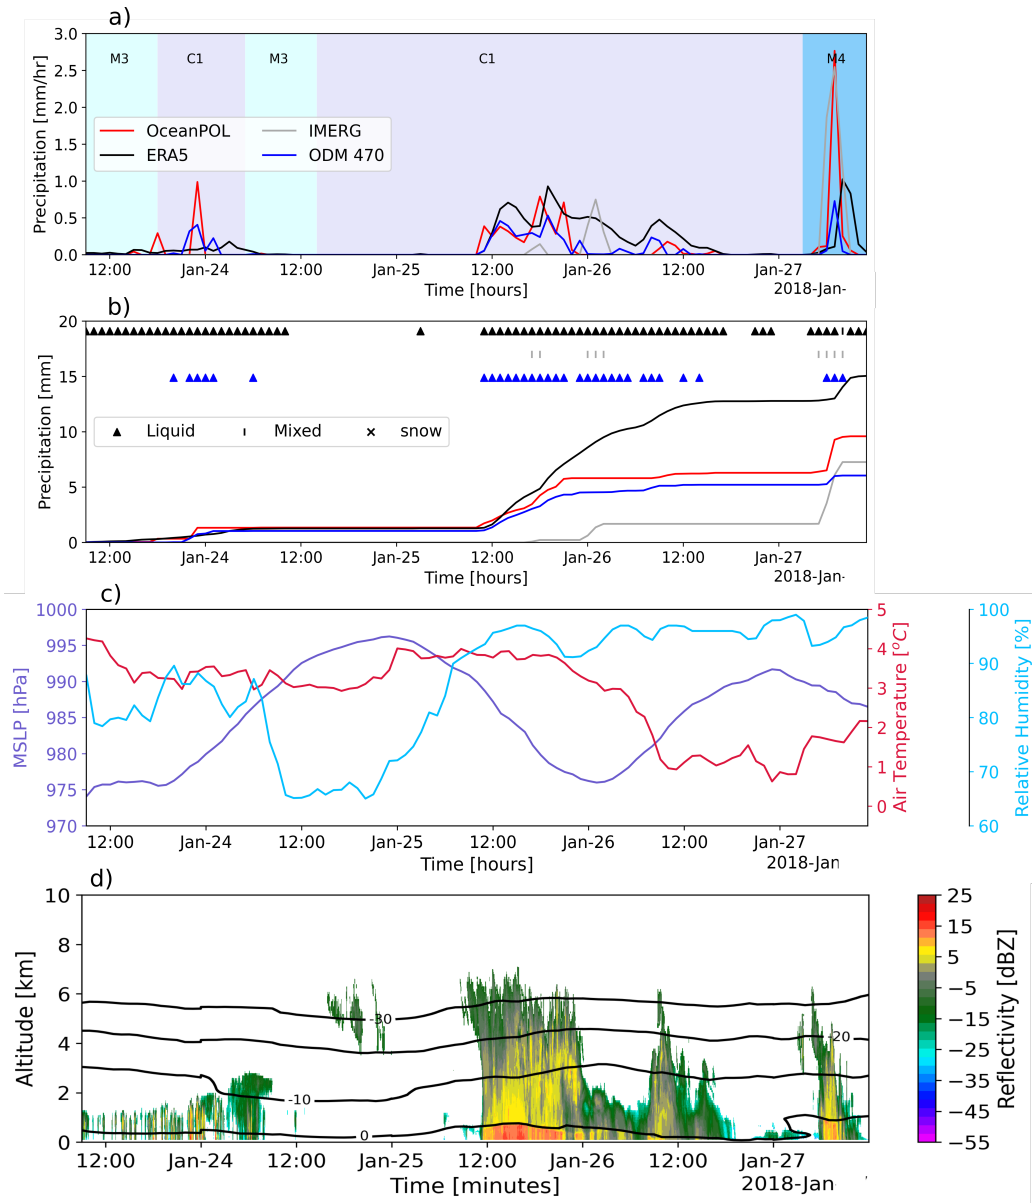 a)
3.0
2.5
2.0
1.5
1.0
0.5
0.0
Precipitation [mm/hr]
M3 C1 M3 C1 M4
OceanPOL IMERG
ERA5 ODM 470
12:00 Jan-24 12:00 Jan-25 12:00 Jan-26 12:00 Jan-27
Time [hours]
2018-Jan-
b)
20
15
10
5
0
Precipitation [mm]
Liquid Mixed snow
12:00 Jan-24 12:00 Jan-25 12:00 Jan-26 12:00 Jan-27
Time [hours]
2018-Jan-
c)
1000
995
990
985
980
975
970
MSLP [hPa]
5
4
3
2
1
0
Air Temperature [°C]
100
90
80
70
60
Relative Humidity [%]
12:00 Jan-24 12:00 Jan-25 12:00 Jan-26 12:00 Jan-27
Time [hours]
2018-Jan
d)
10
8
6
4
2
0
Altitude [km]
-30
-20
-10
0
25
15
5
−5
−15
−25
−35
−45
−55
Reflectivity [dBZ]
12:00 Jan-24 12:00 Jan-25 12:00 Jan-26 12:00 Jan-27
Time [minutes]
2018-Jan